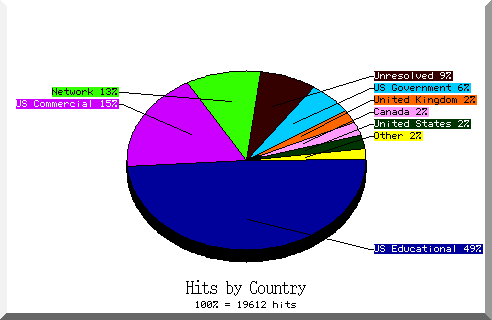 Unresolved 9%
US Government 6%
Network 13%
United Kingdom 2%
US Commercial 15%
Canada 2%
United States 2%
Other 2%
US Educational 49%
Hits by Country
100% = 19612 hits